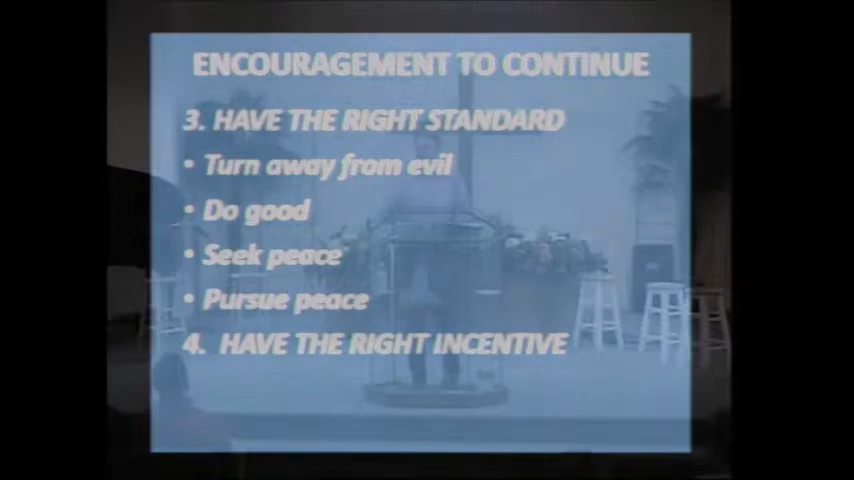 ENCOURAGEMENT TO CONTINUE
3. HAVE THE RIGHT STANDARD
• Turn away from evil
• Do good
• Seek peace
• Pursue peace
4. HAVE THE RIGHT INCENTIVE